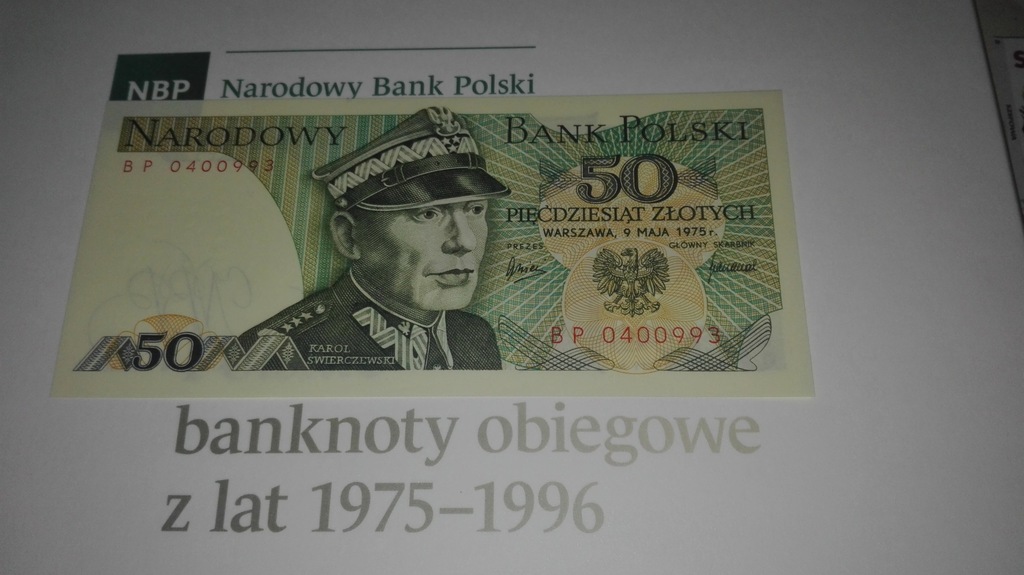 NBP Narodowy Bank Polski
NARODOWY BANK POLSKI
BP 0400993
50
PIĘĆDZIESIĄT ZŁOTYCH
WARSZAWA, 9 MAJA 1975 r.
PREZES GŁÓWNY SKARBNIK
BP 0400993
50
KAROL
ŚWIERCZEWSKI
banknoty obiegowe
z lat 1975–1996